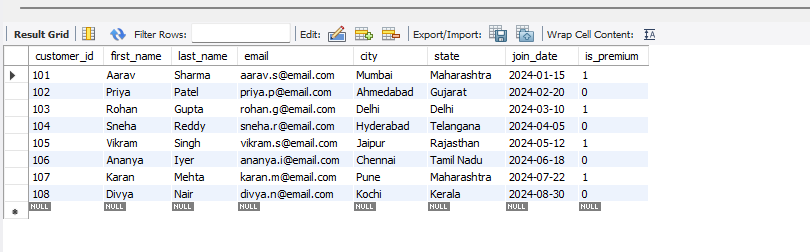 Result Grid Filter Rows: Edit: Export/Import: Wrap Cell Content: IA
customer_id first_name last_name email city state join_date is_premium
101 Aarav Sharma aarav.s@email.com Mumbai Maharashtra 2024-01-15 1
102 Priya Patel priya.p@email.com Ahmedabad Gujarat 2024-02-20 0
103 Rohan Gupta rohan.g@email.com Delhi Delhi 2024-03-10 1
104 Sneha Reddy sneha.r@email.com Hyderabad Telangana 2024-04-05 0
105 Vikram Singh vikram.s@email.com Jaipur Rajasthan 2024-05-12 1
106 Ananya Iyer ananya.i@email.com Chennai Tamil Nadu 2024-06-18 0
107 Karan Mehta karan.m@email.com Pune Maharashtra 2024-07-22 1
108 Divya Nair divya.n@email.com Kochi Kerala 2024-08-30 0
NULL NULL NULL NULL NULL NULL NULL NULL